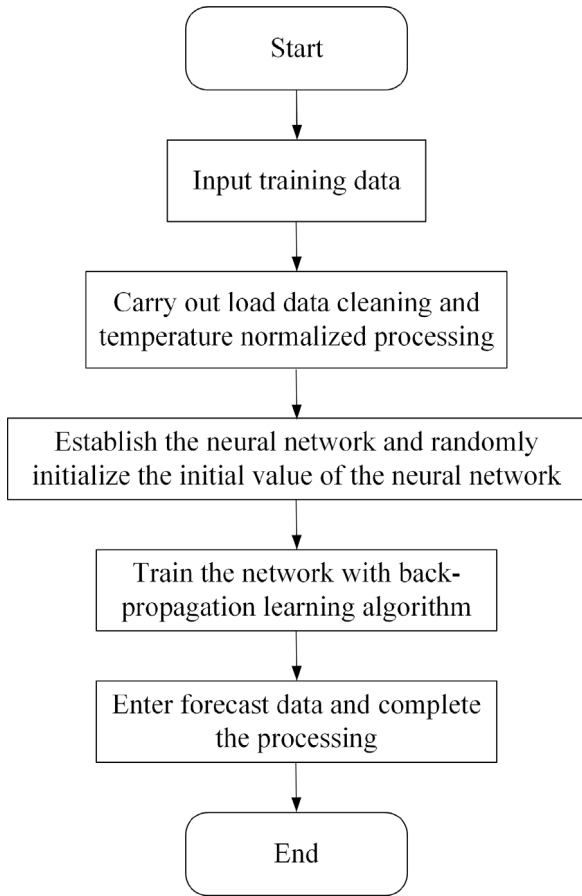 Start
Input training data
Carry out load data cleaning and
temperature normalized processing
Establish the neural network and randomly
initialize the initial value of the neural network
Train the network with back-
propagation learning algorithm
Enter forecast data and complete
the processing
End